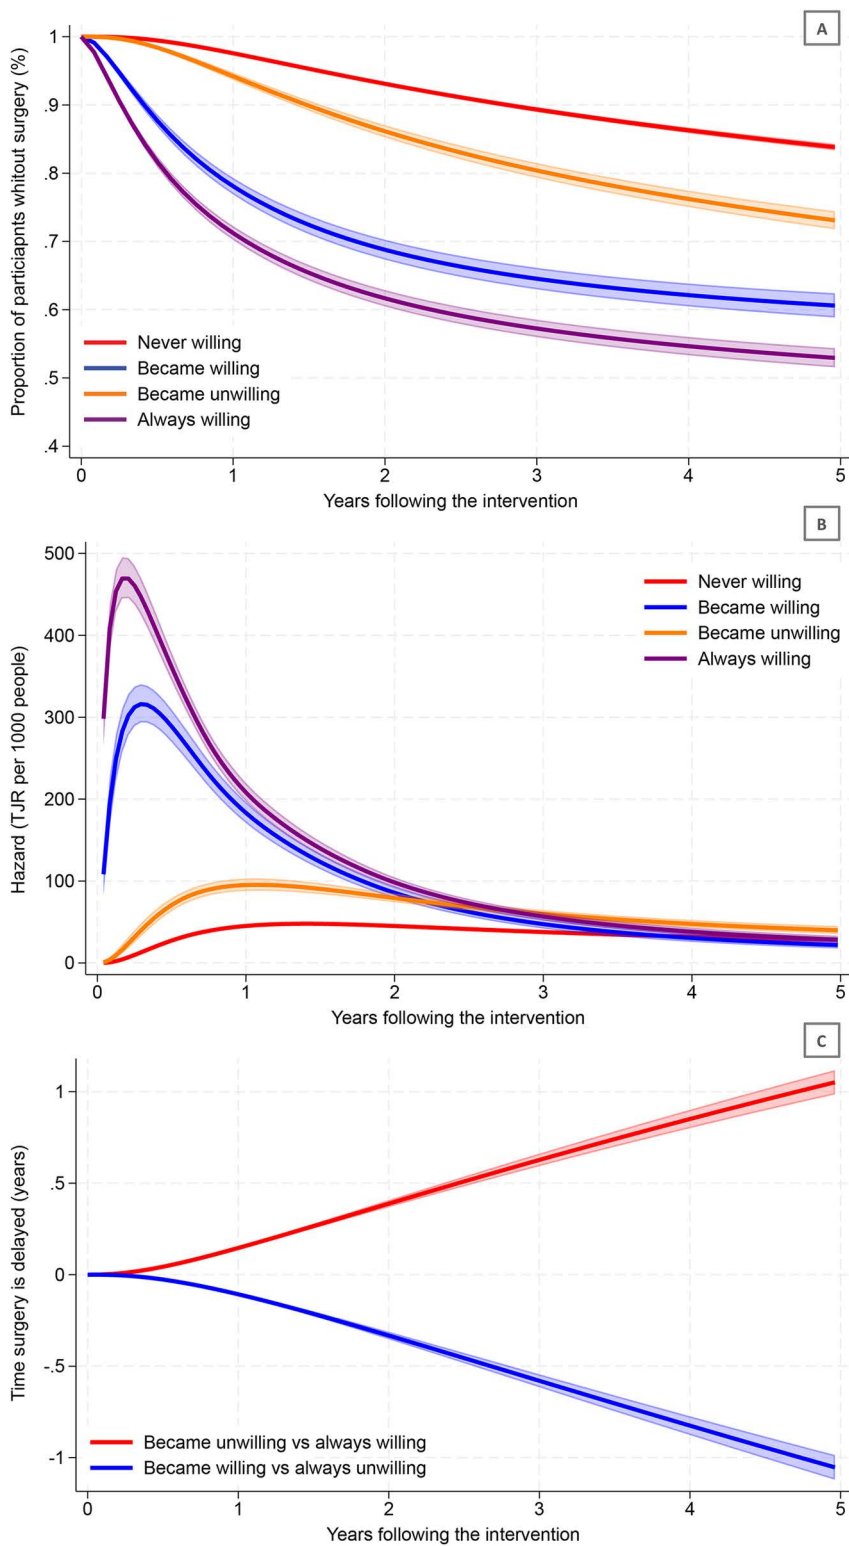 A
Proportion of particiapnts whitout surgery (%)
1
.9
.8
.7
.6
.5
.4
Never willing
Became willing
Became unwilling
Always willing
0 1 2 3 4 5
Years following the intervention
B
Hazard (TJR per 1000 people)
500
400
300
200
100
0
Never willing
Became willing
Became unwilling
Always willing
0 1 2 3 4 5
Years following the intervention
C
Time surgery is delayed (years)
1
.5
0
-.5
-1
Became unwilling vs always willing
Became willing vs always unwilling
0 1 2 3 4 5
Years following the intervention